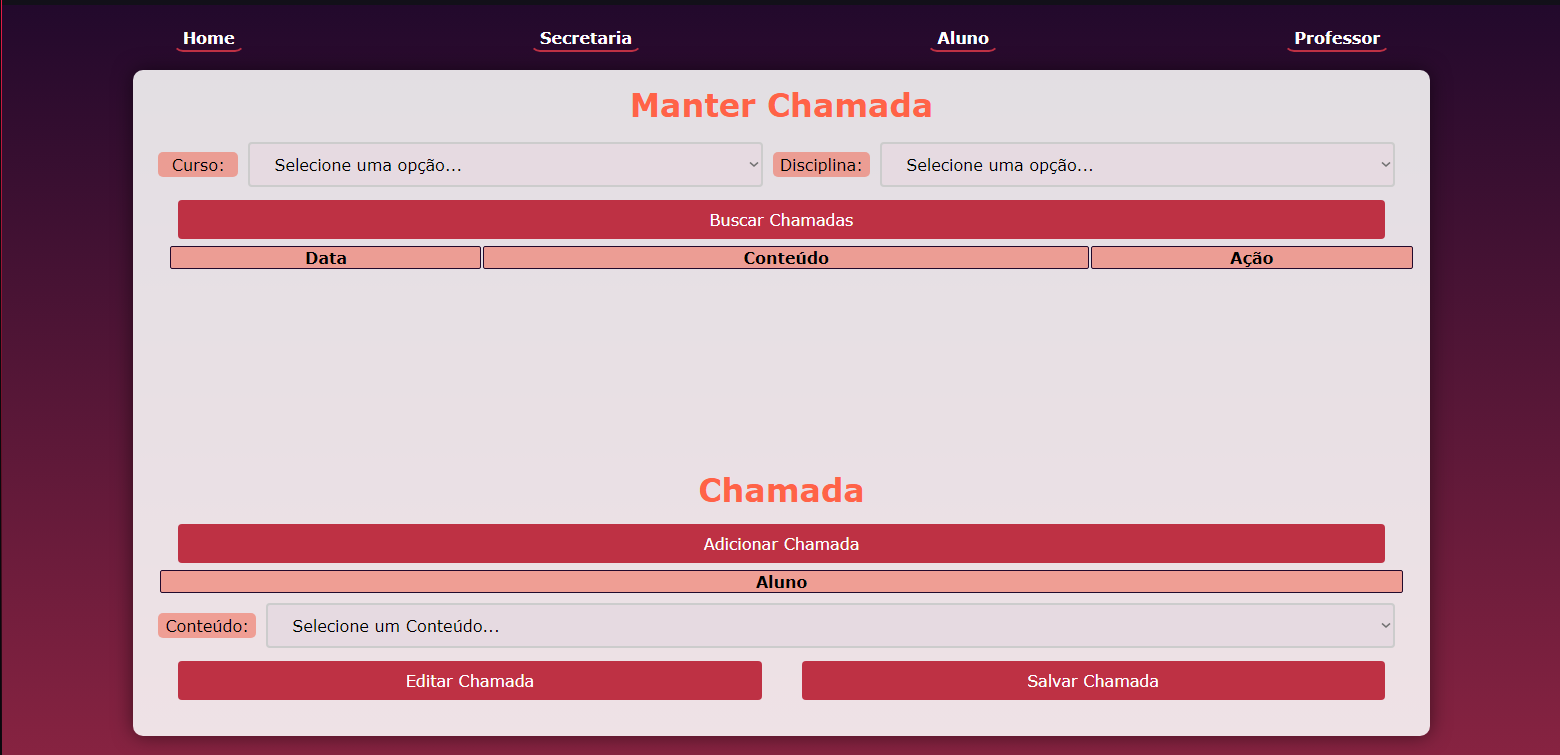 Home Secretaria Aluno Professor
Manter Chamada
Curso: Selecione uma opção... Disciplina: Selecione uma opção...
Buscar Chamadas
Data Conteúdo Ação
Chamada
Adicionar Chamada
Aluno
Conteúdo: Selecione um Conteúdo...
Editar Chamada Salvar Chamada